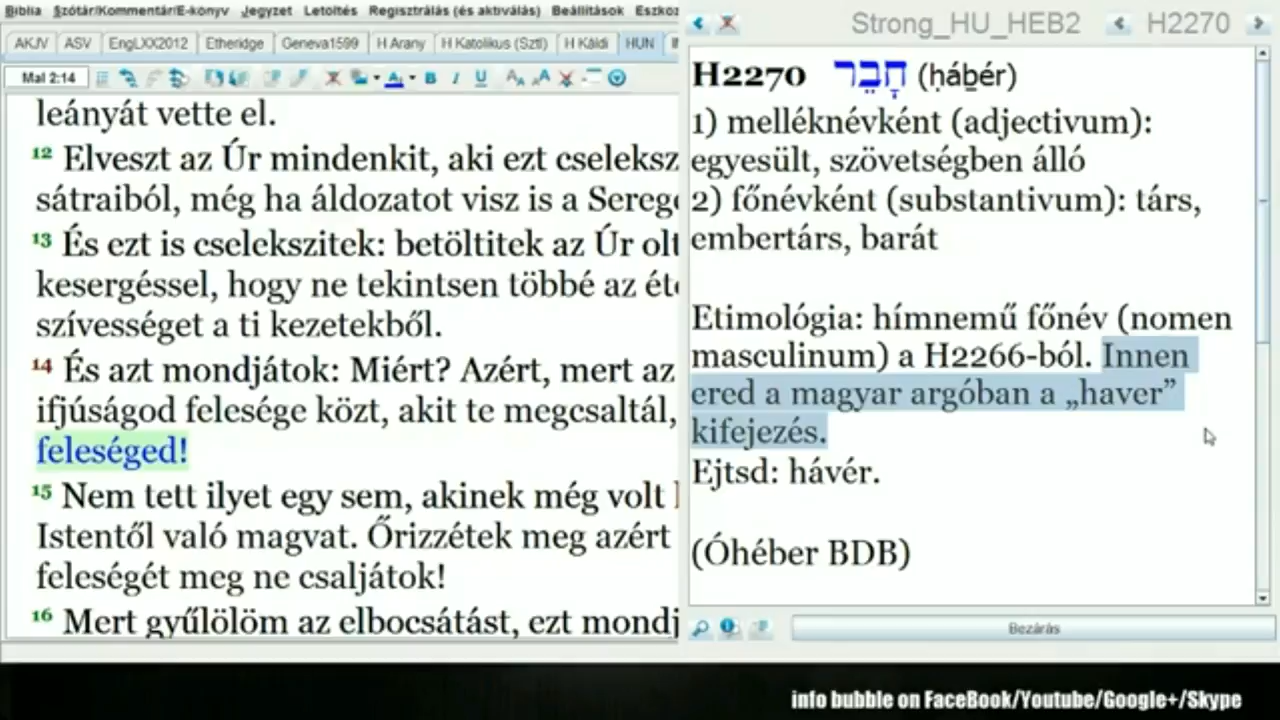 Biblia Szótár/Kommentár/E-könyv Jegyzet Letöltés Regisztrálás (és aktiválás) Beállítások
AKJV ASV EngLXX2012 Etheridge Geneva1599 H Arany H Katolikus (SztI) H Káldi HUN
Mal 2:14
leányát vette el.
12 Elveszt az Úr mindenkit, aki ezt cseleksz
sátraiból, még ha áldozatot visz is a Sereg
13 És ezt is cselekszitek: betöltitek az Úr olt
kesergéssel, hogy ne tekintsen többé az
szívességet a ti kezetekből.
14 És azt mondjátok: Miért? Azért, mert az
ifjúságod felesége közt, akit te megcsaltál,
feleséged!
15 Nem tett ilyet egy sem, akinek még volt
Istentől való magvat. Őrizzétek meg azért
feleségét meg ne csaljátok!
16 Mert gyűlölöm az elbocsátást, ezt mondj
Strong_HU_HEB2 H2270
H2270 חָבֵר (ḥáḇér)
1) melléknévként (adjectivum):
egyesült, szövetségben álló
2) főnévként (substantivum): társ,
embertárs, barát
Etimológia: hímnemű főnév (nomen
masculinum) a H2266-ból. Innen
ered a magyar argóban a „haver”
kifejezés.
Ejtsd: hávér.
(Óhéber BDB)
Bezárás
info bubble on FaceBook/Youtube/Google+/Skype